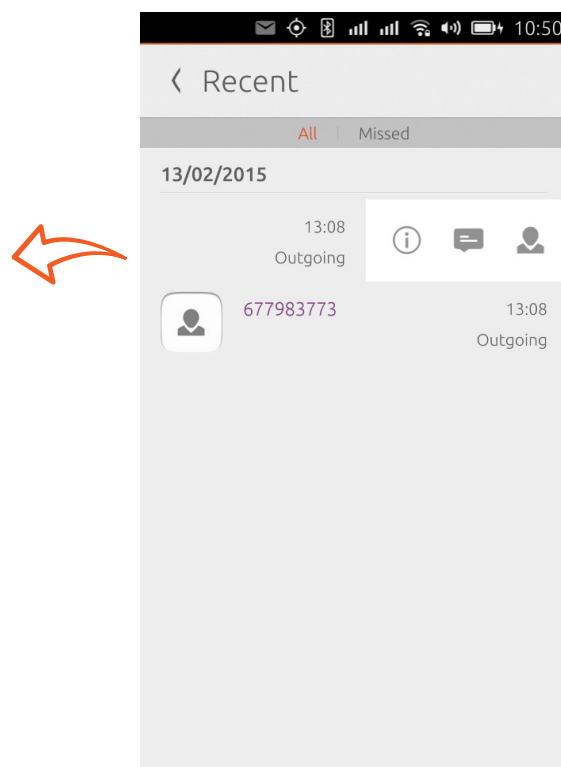 10:50
Recent
All
Missed
13/02/2015
13:08
Outgoing
677983773
13:08
Outgoing